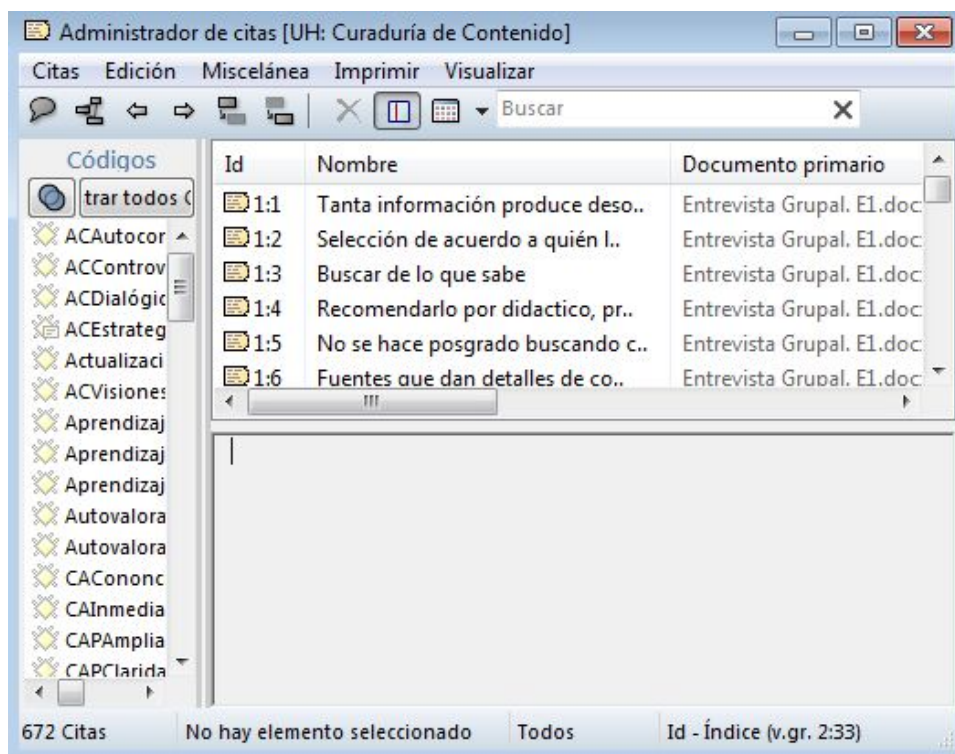 Administrador de citas [UH: Curaduría de Contenido]
Citas Edición Miscelánea Imprimir Visualizar
Buscar
Códigos
trar todos (
ACAutocor
ACControv
ACDialógic
ACEstrateg
Actualizaci
ACVisiones
Aprendizaj
Aprendizaj
Aprendizaj
Autovalora
Autovalora
CACononc
CAInmedia
CAPAmplia
CAPClarida
Id Nombre Documento primario
1:1 Tanta información produce deso.. Entrevista Grupal. E1.doc:
1:2 Selección de acuerdo a quién l.. Entrevista Grupal. E1.doc:
1:3 Buscar de lo que sabe Entrevista Grupal. E1.doc:
1:4 Recomendarlo por didactico, pr.. Entrevista Grupal. E1.doc:
1:5 No se hace posgrado buscando c.. Entrevista Grupal. E1.doc:
1:6 Fuentes que dan detalles de co.. Entrevista Grupal. E1.doc:
672 Citas No hay elemento seleccionado Todos Id - Índice (v.gr. 2:33)